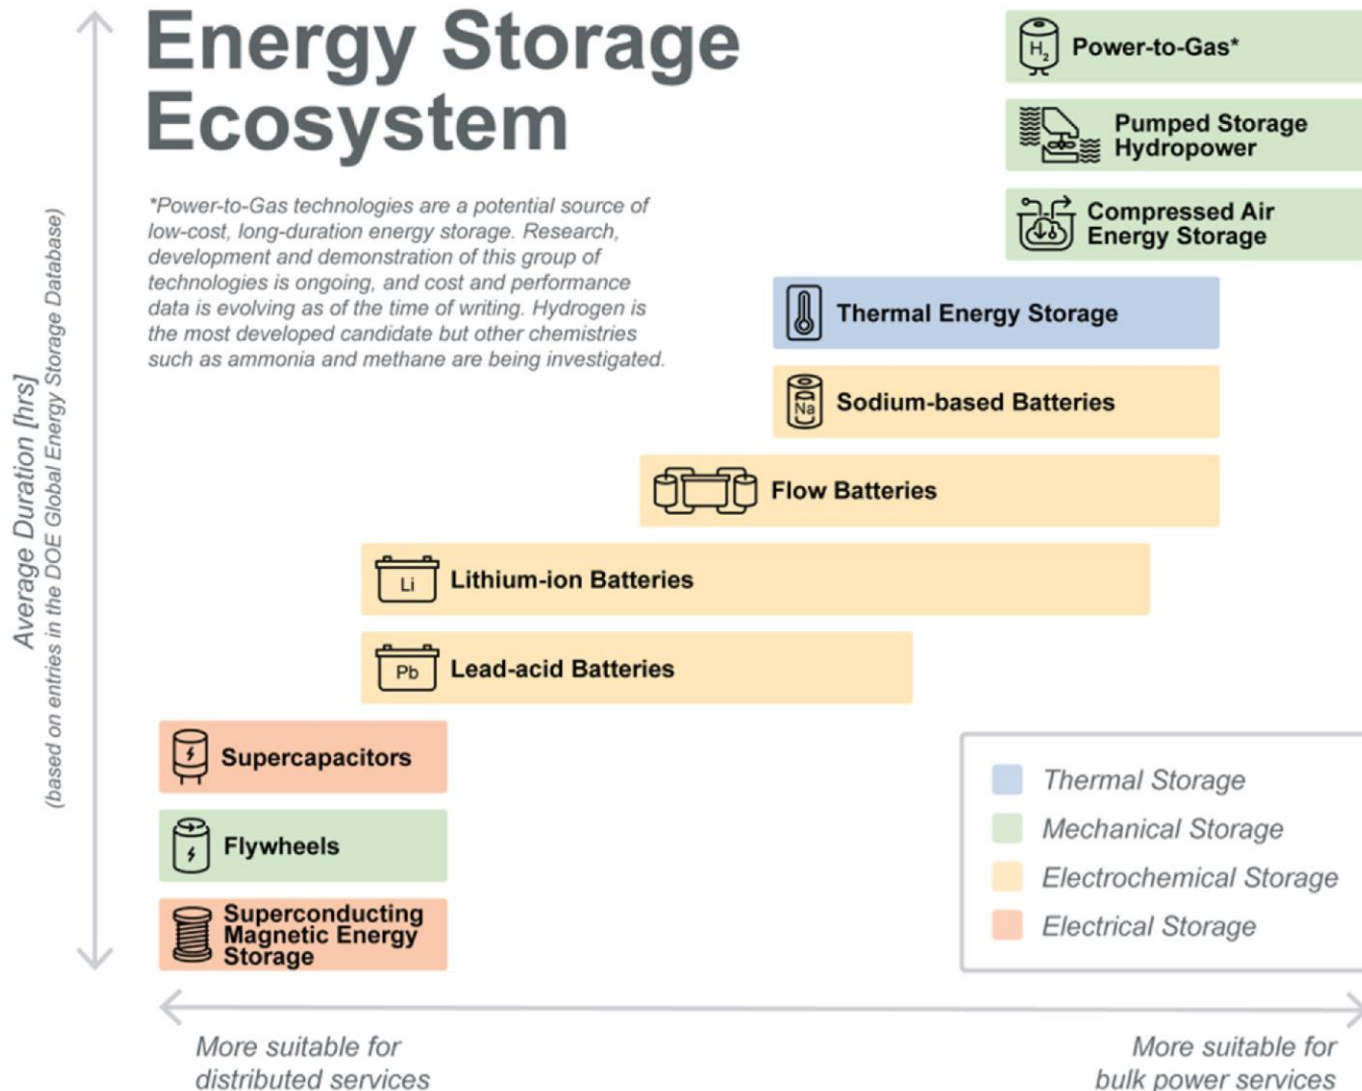 Energy Storage
Ecosystem
*Power-to-Gas technologies are a potential source of
low-cost, long-duration energy storage. Research,
development and demonstration of this group of
technologies is ongoing, and cost and performance
data is evolving as of the time of writing. Hydrogen is
the most developed candidate but other chemistries
such as ammonia and methane are being investigated.
Average Duration [hrs]
(based on entries in the DOE Global Energy Storage Database)
H2
Power-to-Gas*
Pumped Storage
Hydropower
Compressed Air
Energy Storage
Thermal Energy Storage
Na
Sodium-based Batteries
Flow Batteries
Li
Lithium-ion Batteries
Pb
Lead-acid Batteries
Supercapacitors
Flywheels
Superconducting
Magnetic Energy
Storage
Thermal Storage
Mechanical Storage
Electrochemical Storage
Electrical Storage
More suitable for
distributed services
More suitable for
bulk power services